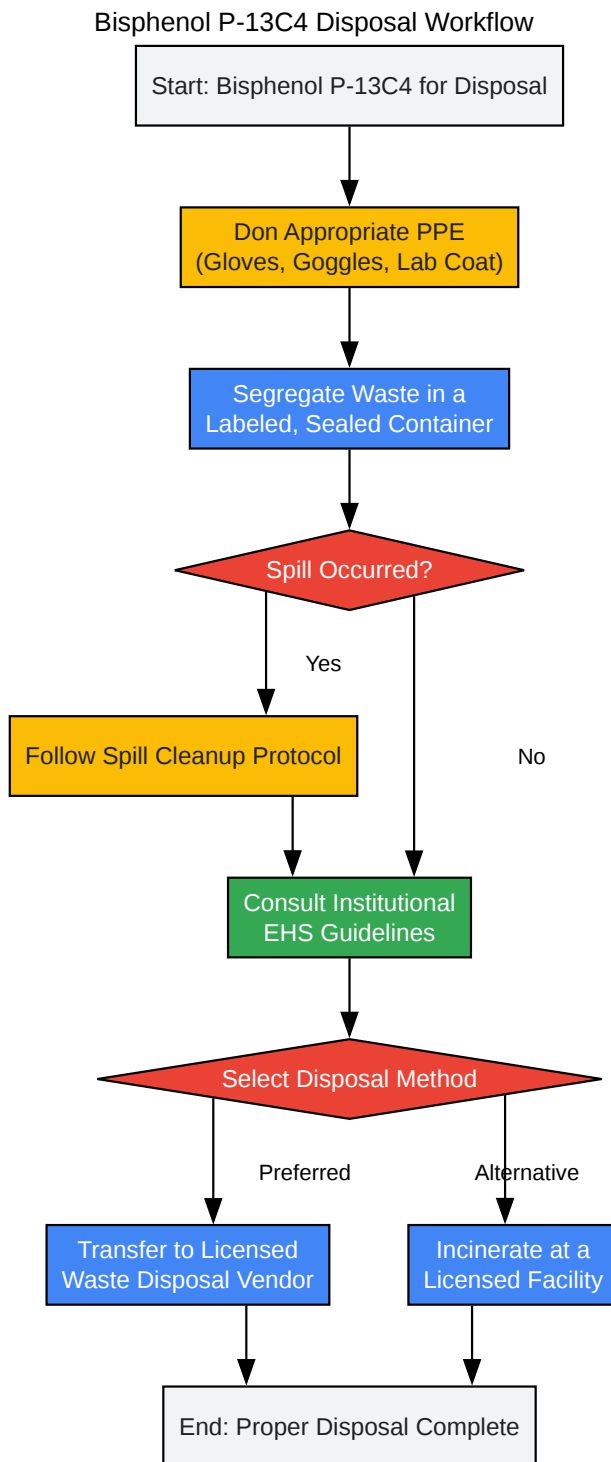 Bisphenol P-13C4 Disposal Workflow
Start: Bisphenol P-13C4 for Disposal
Don Appropriate PPE
(Gloves, Goggles, Lab Coat)
Segregate Waste in a
Labeled, Sealed Container
Spill Occurred?
Yes
Follow Spill Cleanup Protocol
No
Consult Institutional
EHS Guidelines
Select Disposal Method
Preferred
Alternative
Transfer to Licensed
Waste Disposal Vendor
Incinerate at a
Licensed Facility
End: Proper Disposal Complete